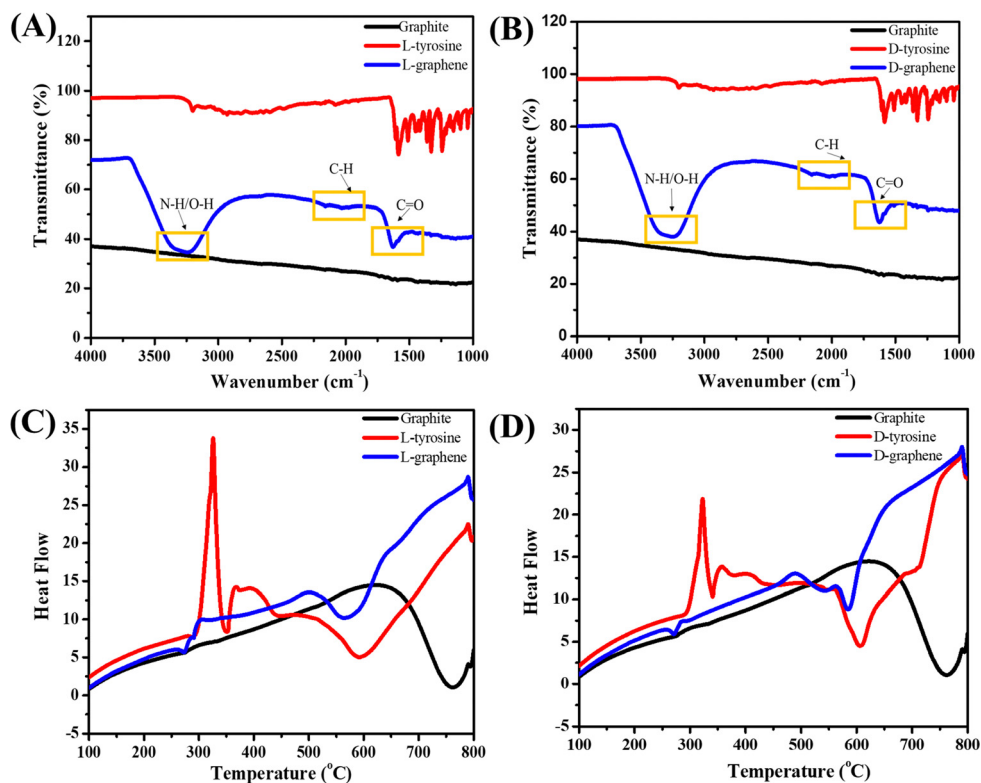 (A)
Graphite
L-tyrosine
L-graphene
120
100
80
60
40
20
0
Transmittance (%)
N-H/O-H
C-H
C=O
4000 3500 3000 2500 2000 1500 1000
Wavenumber (cm⁻¹)
(B)
Graphite
D-tyrosine
D-graphene
120
100
80
60
40
20
0
Transmittance (%)
N-H/O-H
C-H
C=O
4000 3500 3000 2500 2000 1500 1000
Wavenumber (cm⁻¹)
(C)
Graphite
L-tyrosine
L-graphene
35
30
25
20
15
10
5
0
-5
Heat Flow
100 200 300 400 500 600 700 800
Temperature (°C)
(D)
Graphite
D-tyrosine
D-graphene
30
25
20
15
10
5
0
-5
Heat Flow
100 200 300 400 500 600 700 800
Temperature (°C)